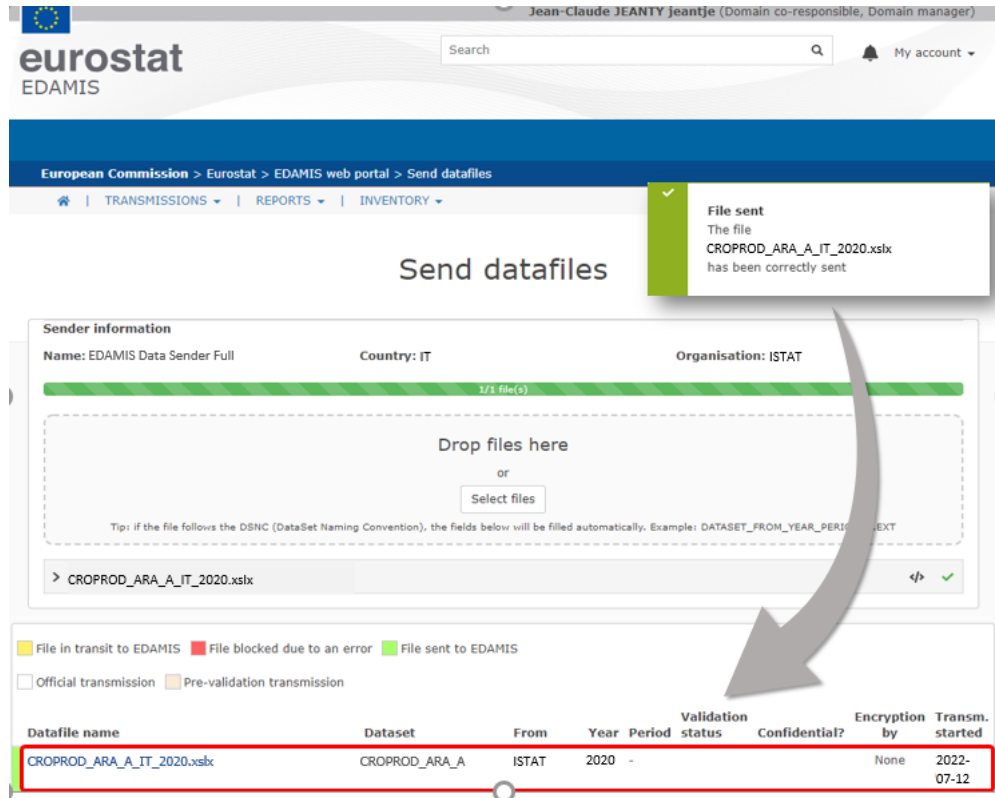 Jean-Claude JEANTY jeantje (Domain co-responsible, Domain manager)
eurostat
EDAMIS
Search
My account
European Commission > Eurostat > EDAMIS web portal > Send datafiles
| TRANSMISSIONS | REPORTS | INVENTORY
File sent
The file
CROPROD_ARA_A_IT_2020.xslx
has been correctly sent
Send datafiles
Sender information
Name: EDAMIS Data Sender Full Country: IT Organisation: ISTAT
1/1 file(s)
Drop files here
or
Select files
Tip: if the file follows the DSNC (DataSet Naming Convention), the fields below will be filled automatically. Example: DATASET_FROM_YEAR_PERIO EXT
> CROPROD_ARA_A_IT_2020.xslx </>
File in transit to EDAMIS File blocked due to an error File sent to EDAMIS
Official transmission Pre-validation transmission
Datafile name Dataset From Year Period Validation status Confidential? Encryption by Transm. started
CROPROD_ARA_A_IT_2020.xslx CROPROD_ARA_A ISTAT 2020 - None 2022-
07-12